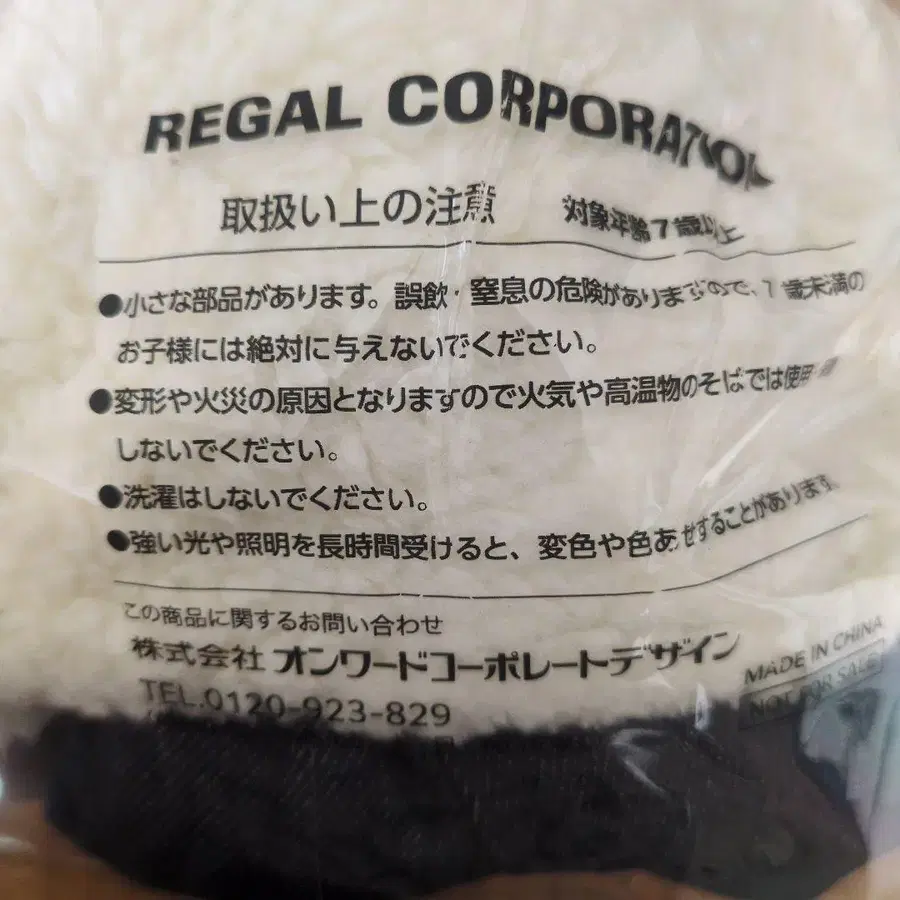 REGAL CORPORATION
取扱い上の注意 対象年齢7歳以上
●小さな部品があります。誤飲・窒息の危険がありますので、7歳未満の
お子様には絶対に与えないでください。
●変形や火災の原因となりますので火気や高温物のそばでは使用・
しないでください。
●洗濯はしないでください。
●強い光や照明を長時間受けると、変色や色あせすることがあります。
この商品に関するお問い合わせ
株式会社オンワードコーポレートデザイン
TEL.0120-923-829
MADE IN CHINA
NOT FOR SALE